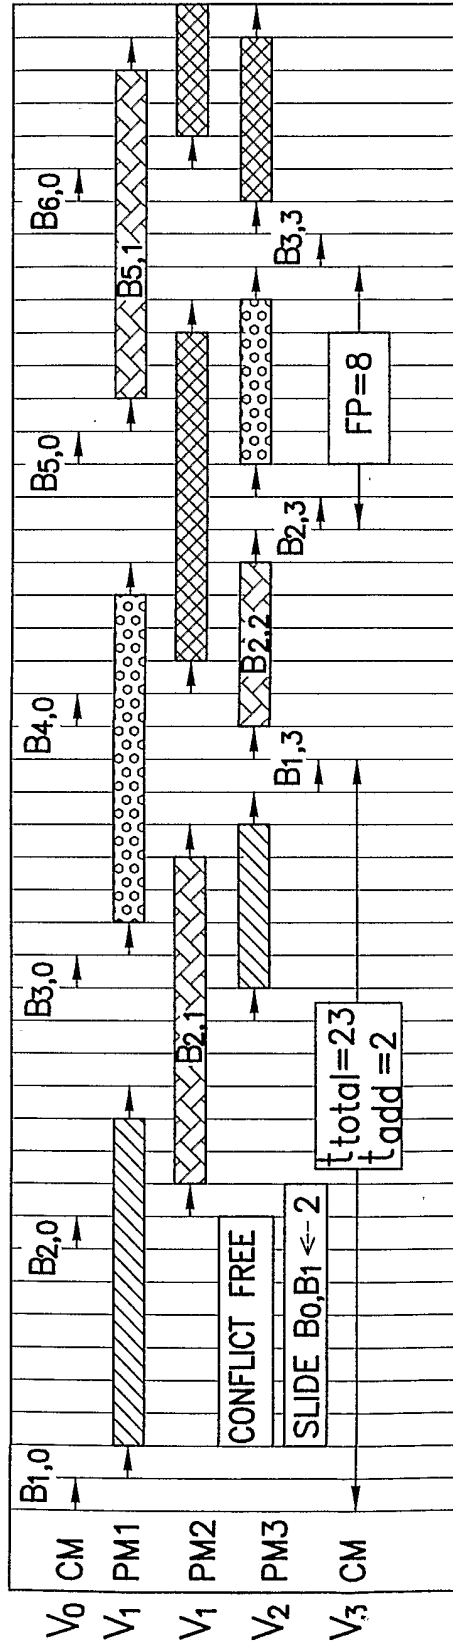 V0 CM B1,0 B2,0 B3,0 B4,0 B5,0 B6,0
V1 PM1 B5,1
V1 PM2 B2,1
V2 PM3 CONFLICT FREE B2,2
SLIDE B0,B1 <-- 2 B1,3 B2,3 B3,3
V3 CM
ttotal=23
tadd=2
FP=8